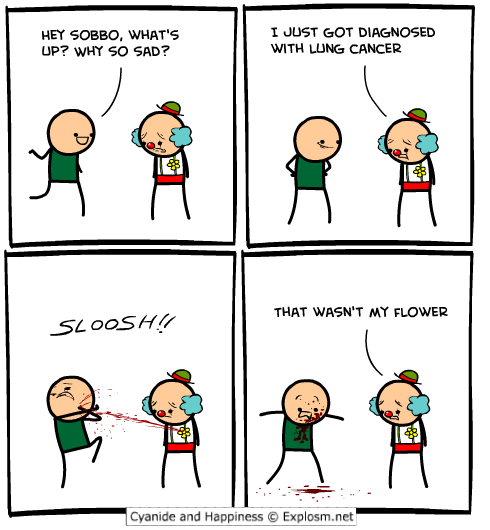 HEY SOBBO, WHAT'S
UP? WHY SO SAD?
I JUST GOT DIAGNOSED
WITH LUNG CANCER
SLOOSH!!
THAT WASN'T MY FLOWER
Cyanide and Happiness © Explosm.net